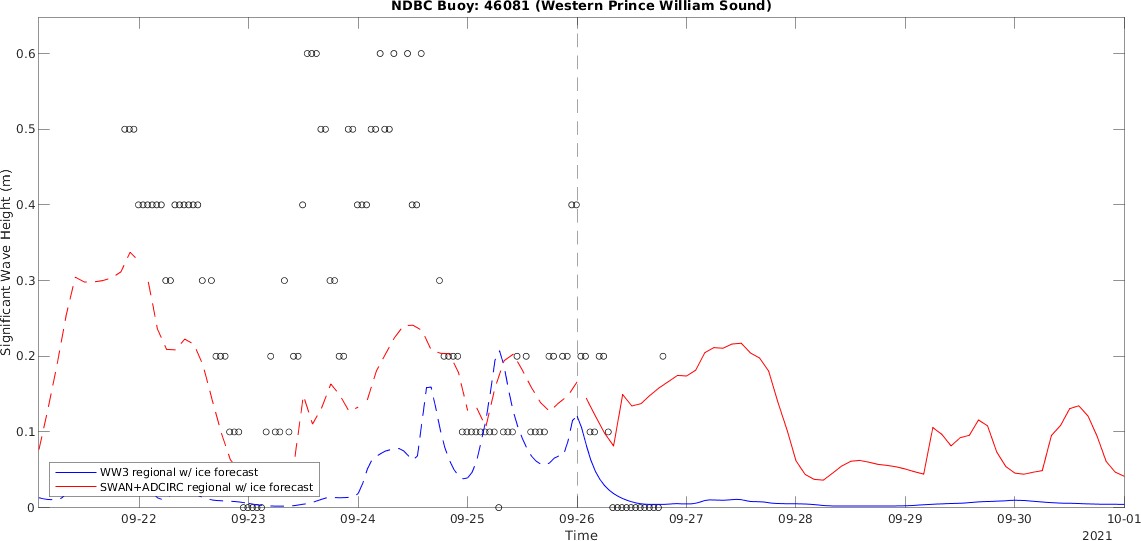 NDBC Buoy: 46081 (Western Prince William Sound)
0.6
0.5
0.4
0.3
0.2
0.1
0
Significant Wave Height (m)
WW3 regional w/ ice forecast
SWAN+ADCIRC regional w/ ice forecast
09-22 09-23 09-24 09-25 09-26 09-27 09-28 09-29 09-30 10-01
Time
2021